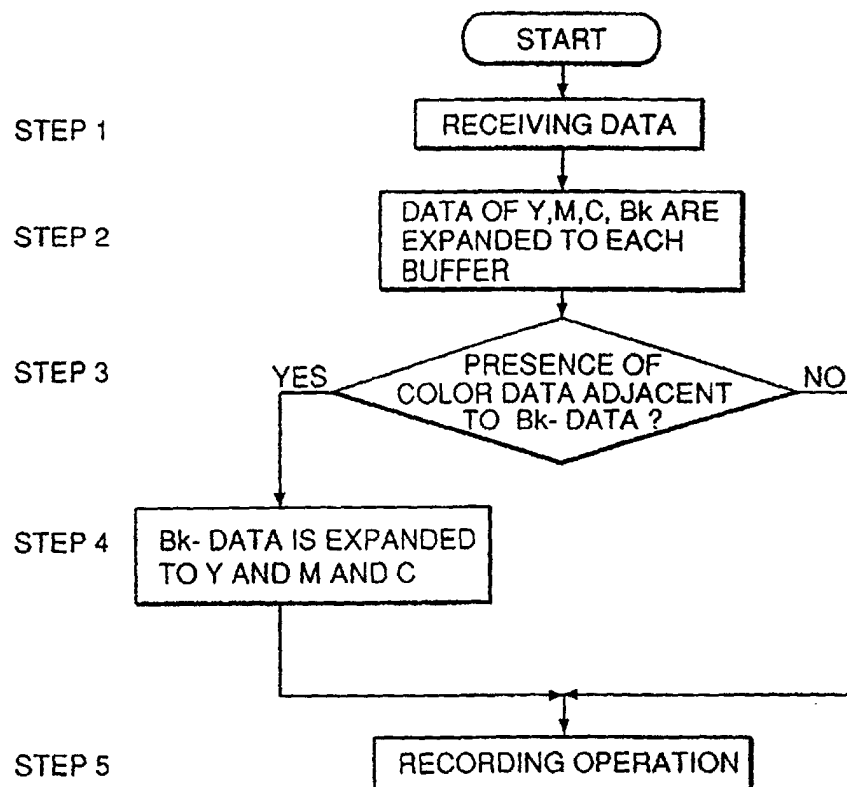 START
STEP 1
RECEIVING DATA
STEP 2
DATA OF Y,M,C, Bk ARE
EXPANDED TO EACH
BUFFER
STEP 3
YES
PRESENCE OF
COLOR DATA ADJACENT
TO Bk- DATA ?
NO
STEP 4
Bk- DATA IS EXPANDED
TO Y AND M AND C
STEP 5
RECORDING OPERATION